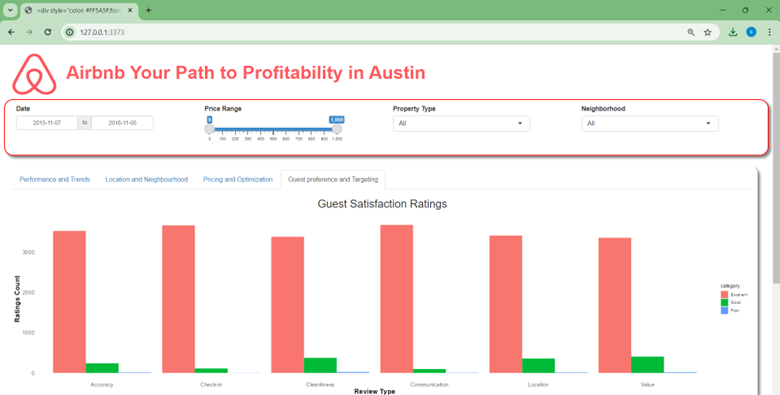 <div style="color: #FF5A5F;fon
127.0.0.1:3373
Airbnb Your Path to Profitability in Austin
Date
Price Range
Property Type
Neighborhood
2015-11-07 to 2016-11-05
0 1,000
All
All
0 100 200 300 400 500 600 700 800 900 1,000
Performance and Trends
Location and Neighbourhood
Pricing and Optimization
Guest preference and Targeting
Guest Satisfaction Ratings
Ratings Count
3000
2000
1000
0
category
Excellent
Good
Poor
Accuracy
Check-in
Cleanliness
Communication
Location
Value
Review Type